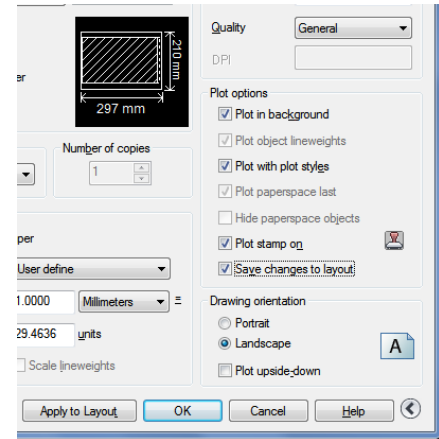 Quality General
DPI
210 mm
297 mm
er
Plot options
Plot in background
Number of copies
Plot object lineweights
1
Plot with plot styles
Plot paperspace last
Hide paperspace objects
per
Plot stamp on
User define
Save changes to layout
1.0000 Millimeters =
Drawing orientation
Portrait
29.4636 units
Landscape
A
Scale lineweights
Plot upside-down
Apply to Layout OK Cancel Help